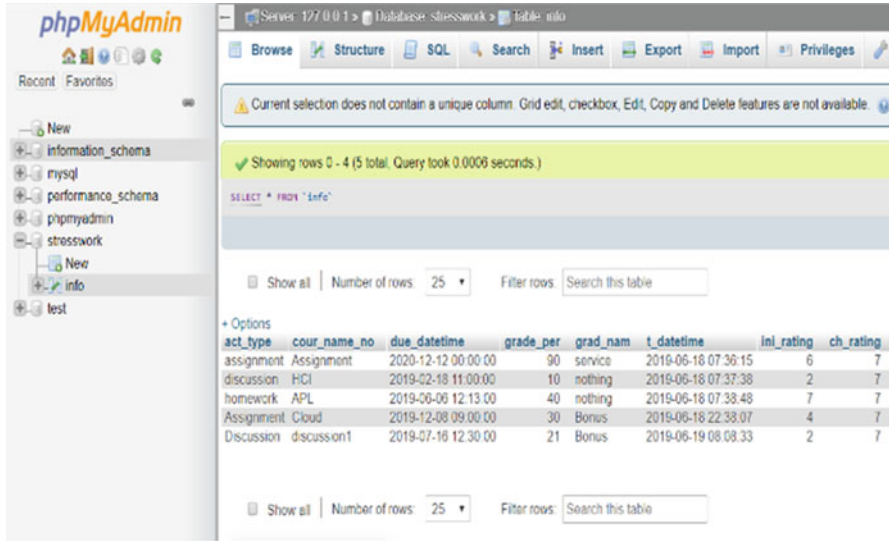 phpMyAdmin
Recent Favorites
New
information_schema
mysql
performance_schema
phpmyadmin
stresswork
New
info
test
Server: 127.0.0.1 » Database: stresswork » Table: info
Browse Structure SQL Search Insert Export Import Privileges
Current selection does not contain a unique column. Grid edit, checkbox, Edit, Copy and Delete features are not available.
Showing rows 0 - 4 (5 total, Query took 0.0006 seconds.)
SELECT * FROM `info`
Show all Number of rows: 25 Filter rows: Search this table
+ Options
act_type cour_name_no due_datetime grade_per grad_nam t_datetime ini_rating ch_rating
assignment Assignment 2020-12-12 00:00:00 90 service 2019-06-18 07:36:15 6 7
discussion HCI 2019-02-18 11:00:00 10 nothing 2019-06-18 07:37:38 2 7
homework APL 2019-06-06 12:13:00 40 nothing 2019-06-18 07:38:48 7 7
Assignment Cloud 2019-12-08 09:00:00 30 Bonus 2019-06-18 22:38:07 4 7
Discussion discussion1 2019-07-16 12:30:00 21 Bonus 2019-06-19 08:08:33 2 7
Show all Number of rows: 25 Filter rows: Search this table